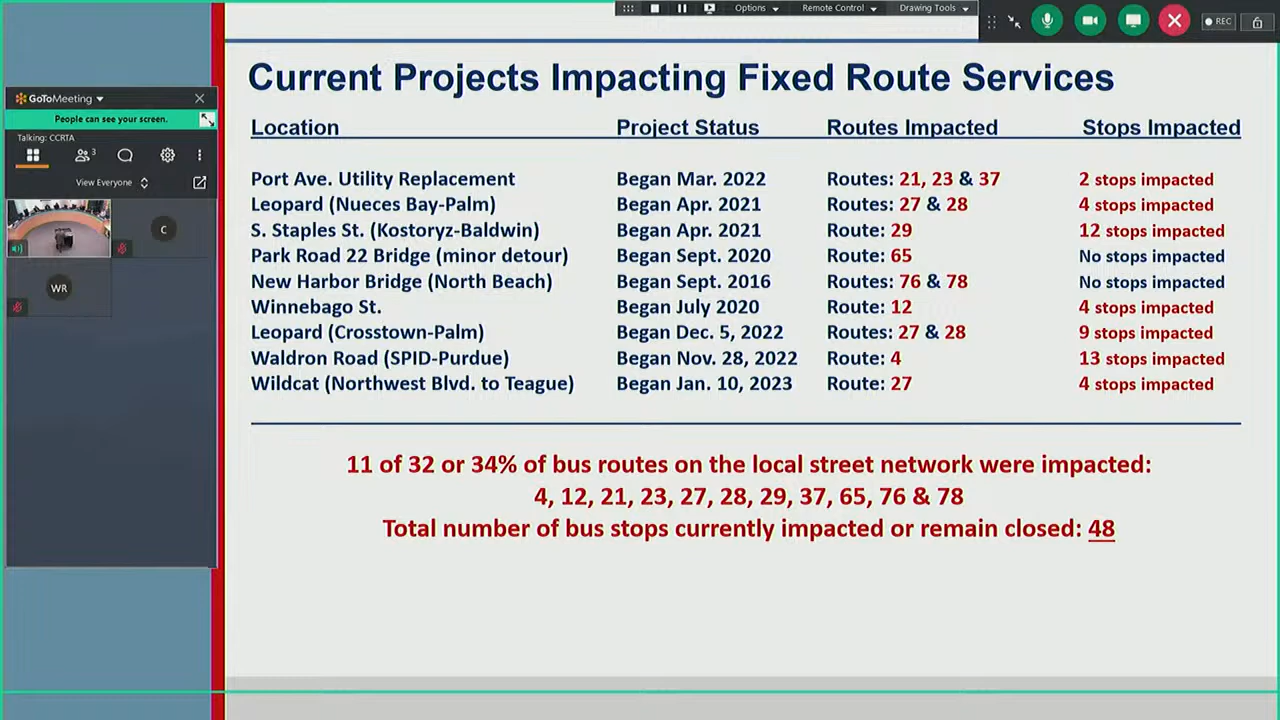 Options
Remote Control
Drawing Tools
REC
GoToMeeting
People can see your screen.
Talking: CCRTA
3
View Everyone
C
WR
Current Projects Impacting Fixed Route Services
Location Project Status Routes Impacted Stops Impacted
Port Ave. Utility Replacement Began Mar. 2022 Routes: 21, 23 & 37 2 stops impacted
Leopard (Nueces Bay-Palm) Began Apr. 2021 Routes: 27 & 28 4 stops impacted
S. Staples St. (Kostoryz-Baldwin) Began Apr. 2021 Route: 29 12 stops impacted
Park Road 22 Bridge (minor detour) Began Sept. 2020 Route: 65 No stops impacted
New Harbor Bridge (North Beach) Began Sept. 2016 Routes: 76 & 78 No stops impacted
Winnebago St. Began July 2020 Route: 12 4 stops impacted
Leopard (Crosstown-Palm) Began Dec. 5, 2022 Routes: 27 & 28 9 stops impacted
Waldron Road (SPID-Purdue) Began Nov. 28, 2022 Route: 4 13 stops impacted
Wildcat (Northwest Blvd. to Teague) Began Jan. 10, 2023 Route: 27 4 stops impacted
11 of 32 or 34% of bus routes on the local street network were impacted:
4, 12, 21, 23, 27, 28, 29, 37, 65, 76 & 78
Total number of bus stops currently impacted or remain closed: 48